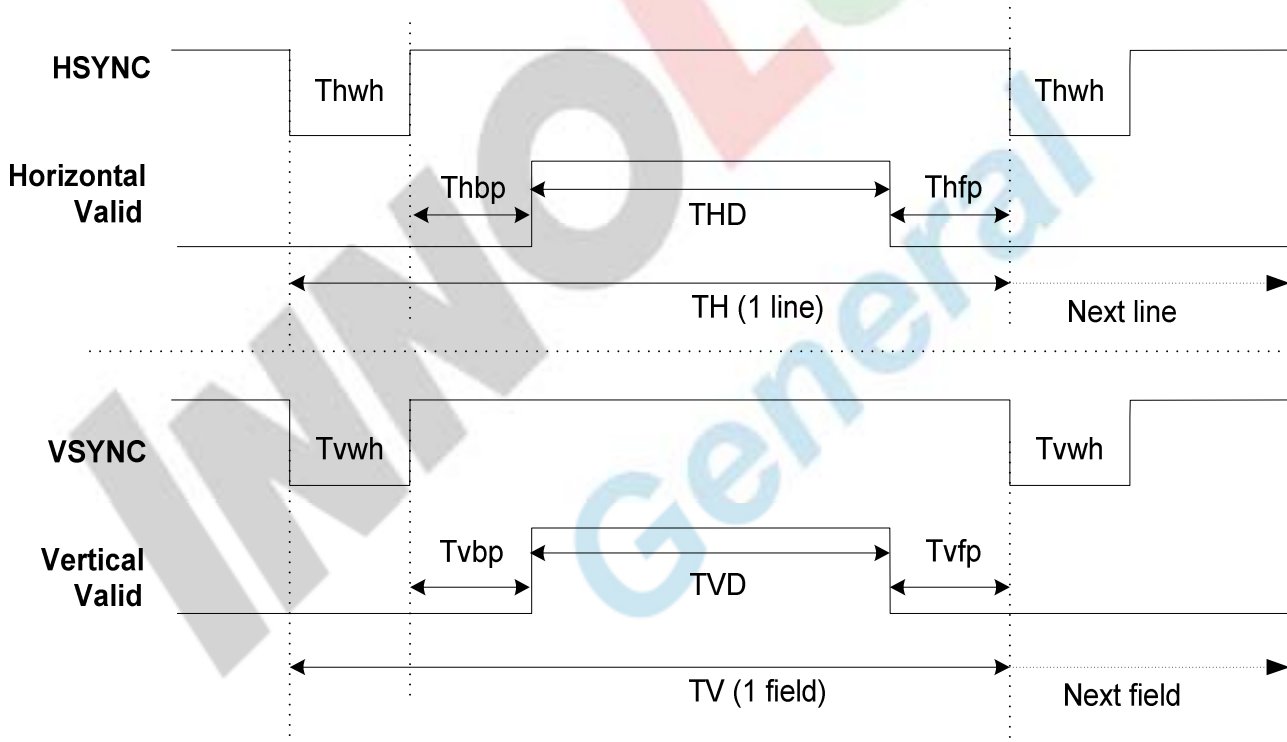 HSYNC
Thwh
Thwh
Horizontal
Valid
Thbp
THD
Thfp
TH (1 line)
Next line
VSYNC
Tvwh
Tvwh
Vertical
Valid
Tvbp
TVD
Tvfp
TV (1 field)
Next field
INNOL
General